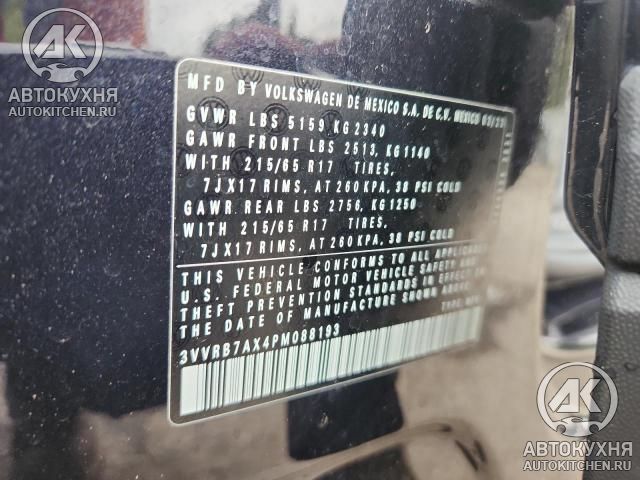 АВТОКУХНЯ
AUTOKITCHEN.RU
MFD BY VOLKSWAGEN DE MEXICO S.A. DE C.V. MEXICO
GVWR LBS 5159 KG 2340
GAWR FRONT LBS 2513, KG 1140
WITH 215/65 R17 TIRES,
7JX17 RIMS, AT 260 KPA, 38 PSI COLD
GAWR REAR LBS 2756, KG1250
WITH 215/65 R17 TIRES,
7JX17 RIMS, AT 260 KPA, 38 PSI COLD
THIS VEHICLE CONFORMS TO ALL APPLICABLE
U.S. FEDERAL MOTOR VEHICLE SAFETY AND
THEFT PREVENTION STANDARDS IN EFFECT ON
THE DATE OF MANUFACTURE SHOWN ABOVE.
3VVRB7AX4PM088193 TYPE: MPV
АВТОКУХНЯ
AUTOKITCHEN.RU